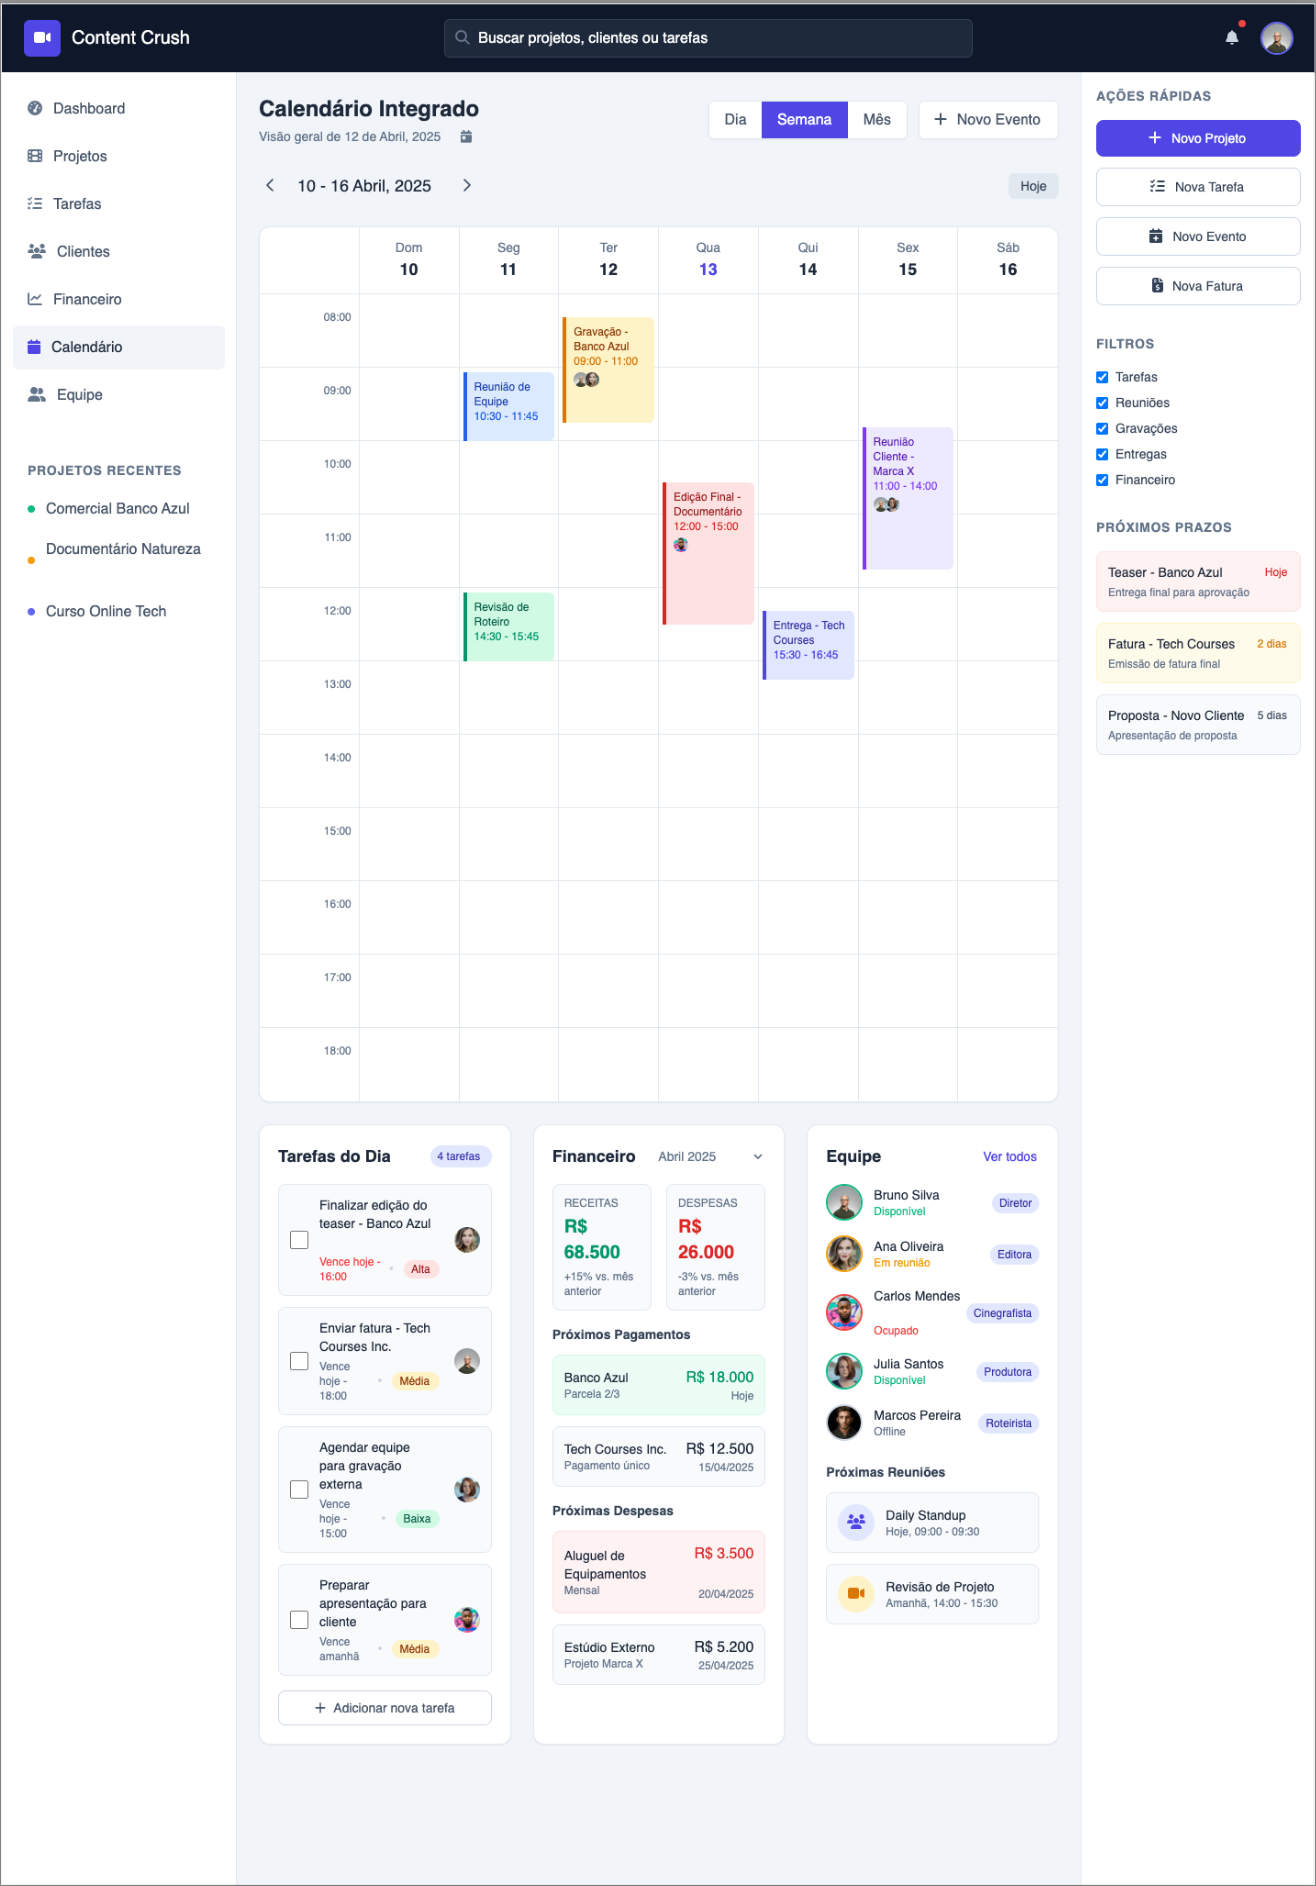 Content Crush
Buscar projetos, clientes ou tarefas
Dashboard
Projetos
Tarefas
Clientes
Financeiro
Calendário
Equipe
PROJETOS RECENTES
Comercial Banco Azul
Documentário Natureza
Curso Online Tech
Calendário Integrado
Visão geral de 12 de Abril, 2025
Dia
Semana
Mês
Novo Evento
10 - 16 Abril, 2025
Hoje
Dom
10
Seg
11
Ter
12
Qua
13
Qui
14
Sex
15
Sáb
16
08:00
09:00
10:00
11:00
12:00
13:00
14:00
15:00
16:00
17:00
18:00
Reunião de
Equipe
10:30 - 11:45
Revisão de
Roteiro
14:30 - 15:45
Gravação -
Banco Azul
09:00 - 11:00
Edição Final -
Documentário
12:00 - 15:00
Entrega - Tech
Courses
15:30 - 16:45
Reunião
Cliente -
Marca X
11:00 - 14:00
Tarefas do Dia
4 tarefas
Finalizar edição do
teaser - Banco Azul
Vence hoje -
16:00
•
Alta
Enviar fatura - Tech
Courses Inc.
Vence
hoje -
18:00
•
Média
Agendar equipe
para gravação
externa
Vence
hoje -
15:00
•
Baixa
Preparar
apresentação para
cliente
Vence
amanhã
•
Média
Adicionar nova tarefa
Financeiro
Abril 2025
RECEITAS
R$
68.500
+15% vs. mês
anterior
DESPESAS
R$
26.000
-3% vs. mês
anterior
Próximos Pagamentos
Banco Azul
R$ 18.000
Parcela 2/3
Hoje
Tech Courses Inc.
R$ 12.500
Pagamento único
15/04/2025
Próximas Despesas
Aluguel de
Equipamentos
R$ 3.500
Mensal
20/04/2025
Estúdio Externo
R$ 5.200
Projeto Marca X
25/04/2025
Equipe
Ver todos
Bruno Silva
Disponível
Diretor
Ana Oliveira
Em reunião
Editora
Carlos Mendes
Ocupado
Cinegrafista
Julia Santos
Disponível
Produtora
Marcos Pereira
Offline
Roteirista
Próximas Reuniões
Daily Standup
Hoje, 09:00 - 09:30
Revisão de Projeto
Amanhã, 14:00 - 15:30
AÇÕES RÁPIDAS
Novo Projeto
Nova Tarefa
Novo Evento
Nova Fatura
FILTROS
Tarefas
Reuniões
Gravações
Entregas
Financeiro
PRÓXIMOS PRAZOS
Teaser - Banco Azul
Hoje
Entrega final para aprovação
Fatura - Tech Courses
2 dias
Emissão de fatura final
Proposta - Novo Cliente
5 dias
Apresentação de proposta